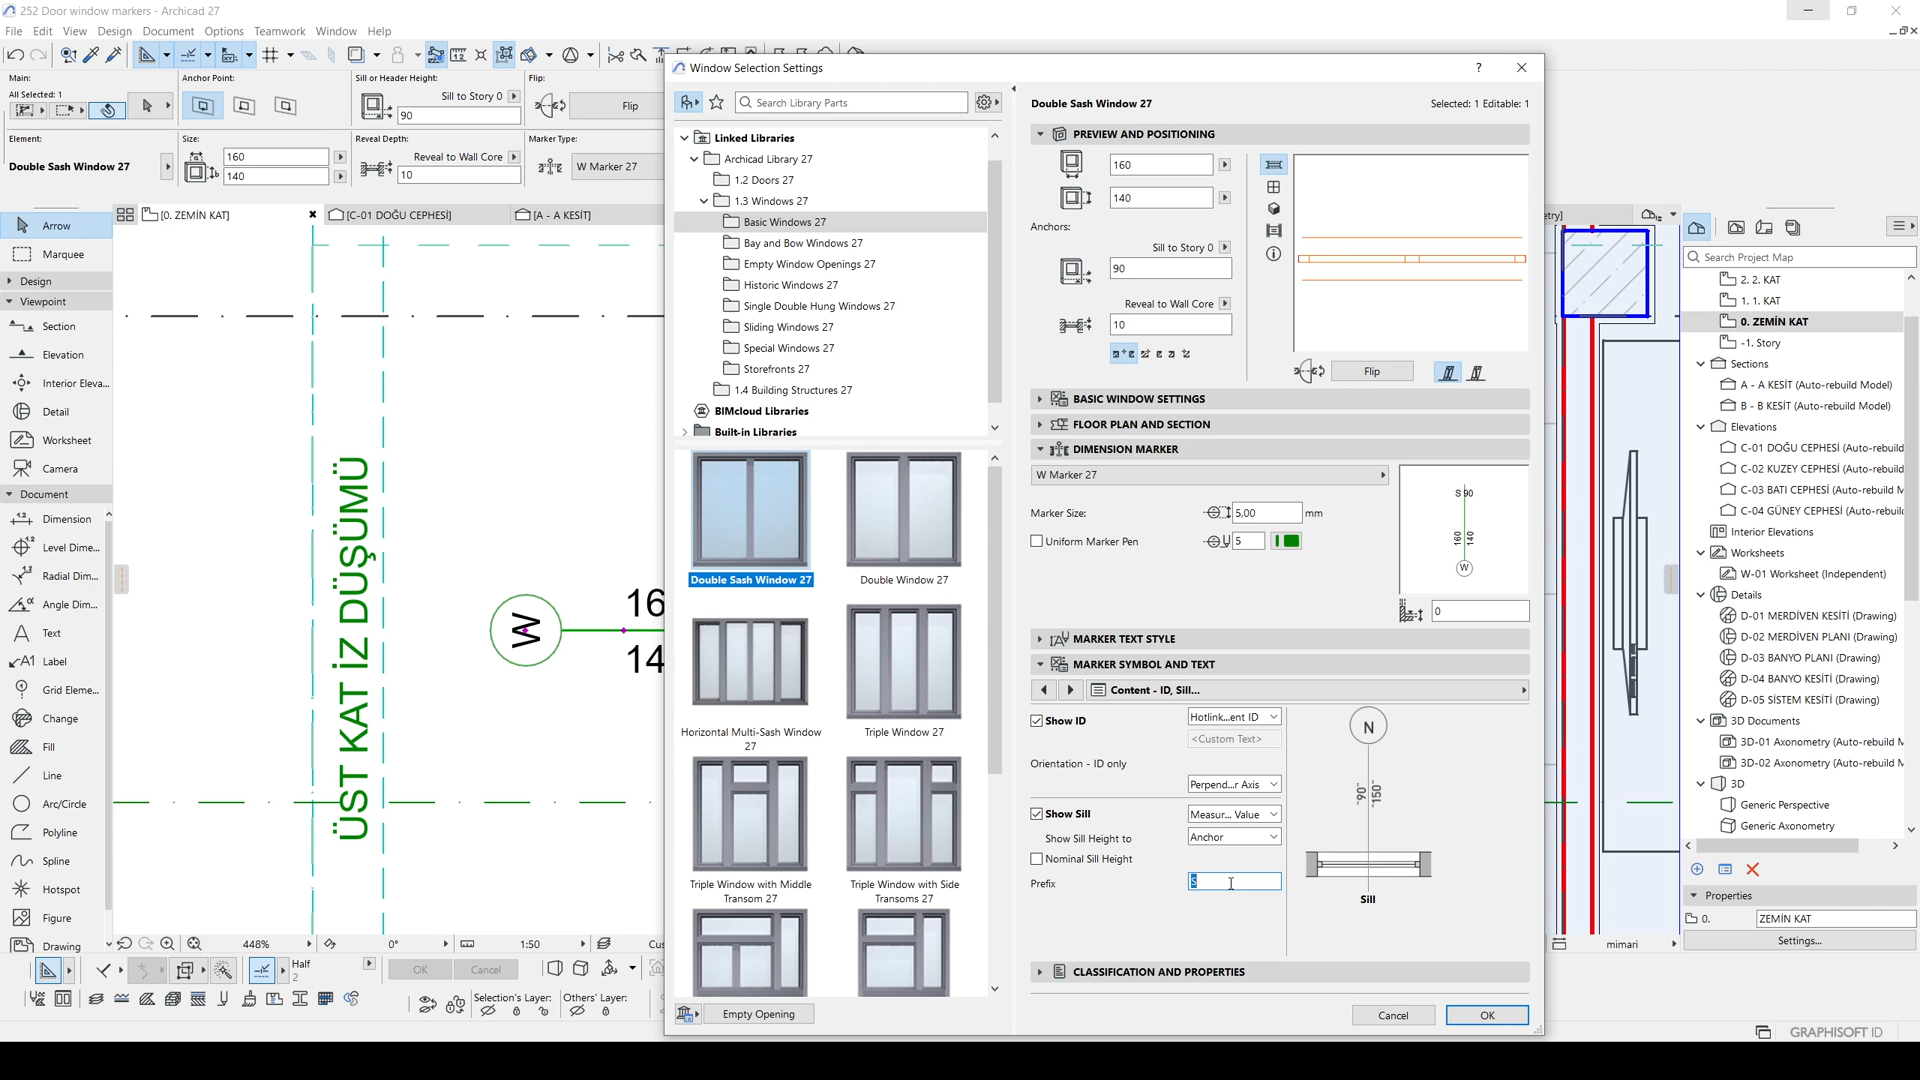 252 Door window markers - Archicad 27
File Edit View Design Document Options Teamwork Window Help
Main:
All Selected: 1
Anchor Point:
Sill or Header Height:
Sill to Story 0
90
Flip:
Flip
Element:
Double Sash Window 27
Size:
160
140
Reveal Depth:
Reveal to Wall Core
10
Marker Type:
W Marker 27
[0. ZEMİN KAT]
[C-01 DOĞU CEPHESİ]
[A - A KESİT]
Arrow
Marquee
Design
Viewpoint
Section
Elevation
Interior Eleva...
Detail
Worksheet
Camera
Document
Dimension
Level Dime...
Radial Dim...
Angle Dim...
Text
Label
Grid Eleme...
Change
Fill
Line
Arc/Circle
Polyline
Spline
Hotspot
Figure
Drawing
ÜST KAT İZ DÜŞÜMÜ
W
16
14
448%
0°
1:50
Half
2
OK
Cancel
Selection's Layer:
Others' Layer:
Window Selection Settings
Search Library Parts
Linked Libraries
Archicad Library 27
1.2 Doors 27
1.3 Windows 27
Basic Windows 27
Bay and Bow Windows 27
Empty Window Openings 27
Historic Windows 27
Single Double Hung Windows 27
Sliding Windows 27
Special Windows 27
Storefronts 27
1.4 Building Structures 27
BIMcloud Libraries
Built-in Libraries
Double Sash Window 27
Double Window 27
Horizontal Multi-Sash Window
27
Triple Window 27
Triple Window with Middle
Transom 27
Triple Window with Side
Transoms 27
Empty Opening
Double Sash Window 27
Selected: 1 Editable: 1
PREVIEW AND POSITIONING
160
140
Anchors:
Sill to Story 0
90
Reveal to Wall Core
10
Flip
BASIC WINDOW SETTINGS
FLOOR PLAN AND SECTION
DIMENSION MARKER
W Marker 27
Marker Size:
5,00
mm
Uniform Marker Pen
5
S 90
160
140
W
0
MARKER TEXT STYLE
MARKER SYMBOL AND TEXT
Content - ID, Sill...
Show ID
Hotlink...ent ID
<Custom Text>
Orientation - ID only
Perpend...r Axis
Show Sill
Measur... Value
Show Sill Height to
Anchor
Nominal Sill Height
Prefix
S
N
"90"
"150"
Sill
CLASSIFICATION AND PROPERTIES
Cancel
OK
Search Project Map
2. 2. KAT
1. 1. KAT
0. ZEMİN KAT
-1. Story
Sections
A - A KESİT (Auto-rebuild Model)
B - B KESİT (Auto-rebuild Model)
Elevations
C-01 DOĞU CEPHESİ (Auto-rebuild
C-02 KUZEY CEPHESİ (Auto-rebuild
C-03 BATI CEPHESİ (Auto-rebuild M
C-04 GÜNEY CEPHESİ (Auto-rebuild
Interior Elevations
Worksheets
W-01 Worksheet (Independent)
Details
D-01 MERDİVEN KESİTİ (Drawing)
D-02 MERDİVEN PLANI (Drawing)
D-03 BANYO PLANI (Drawing)
D-04 BANYO KESİTİ (Drawing)
D-05 SİSTEM KESİTİ (Drawing)
3D Documents
3D-01 Axonometry (Auto-rebuild M
3D-02 Axonometry (Auto-rebuild M
3D
Generic Perspective
Generic Axonometry
Properties
0.
ZEMİN KAT
Settings...
mimari
GRAPHISOFT ID